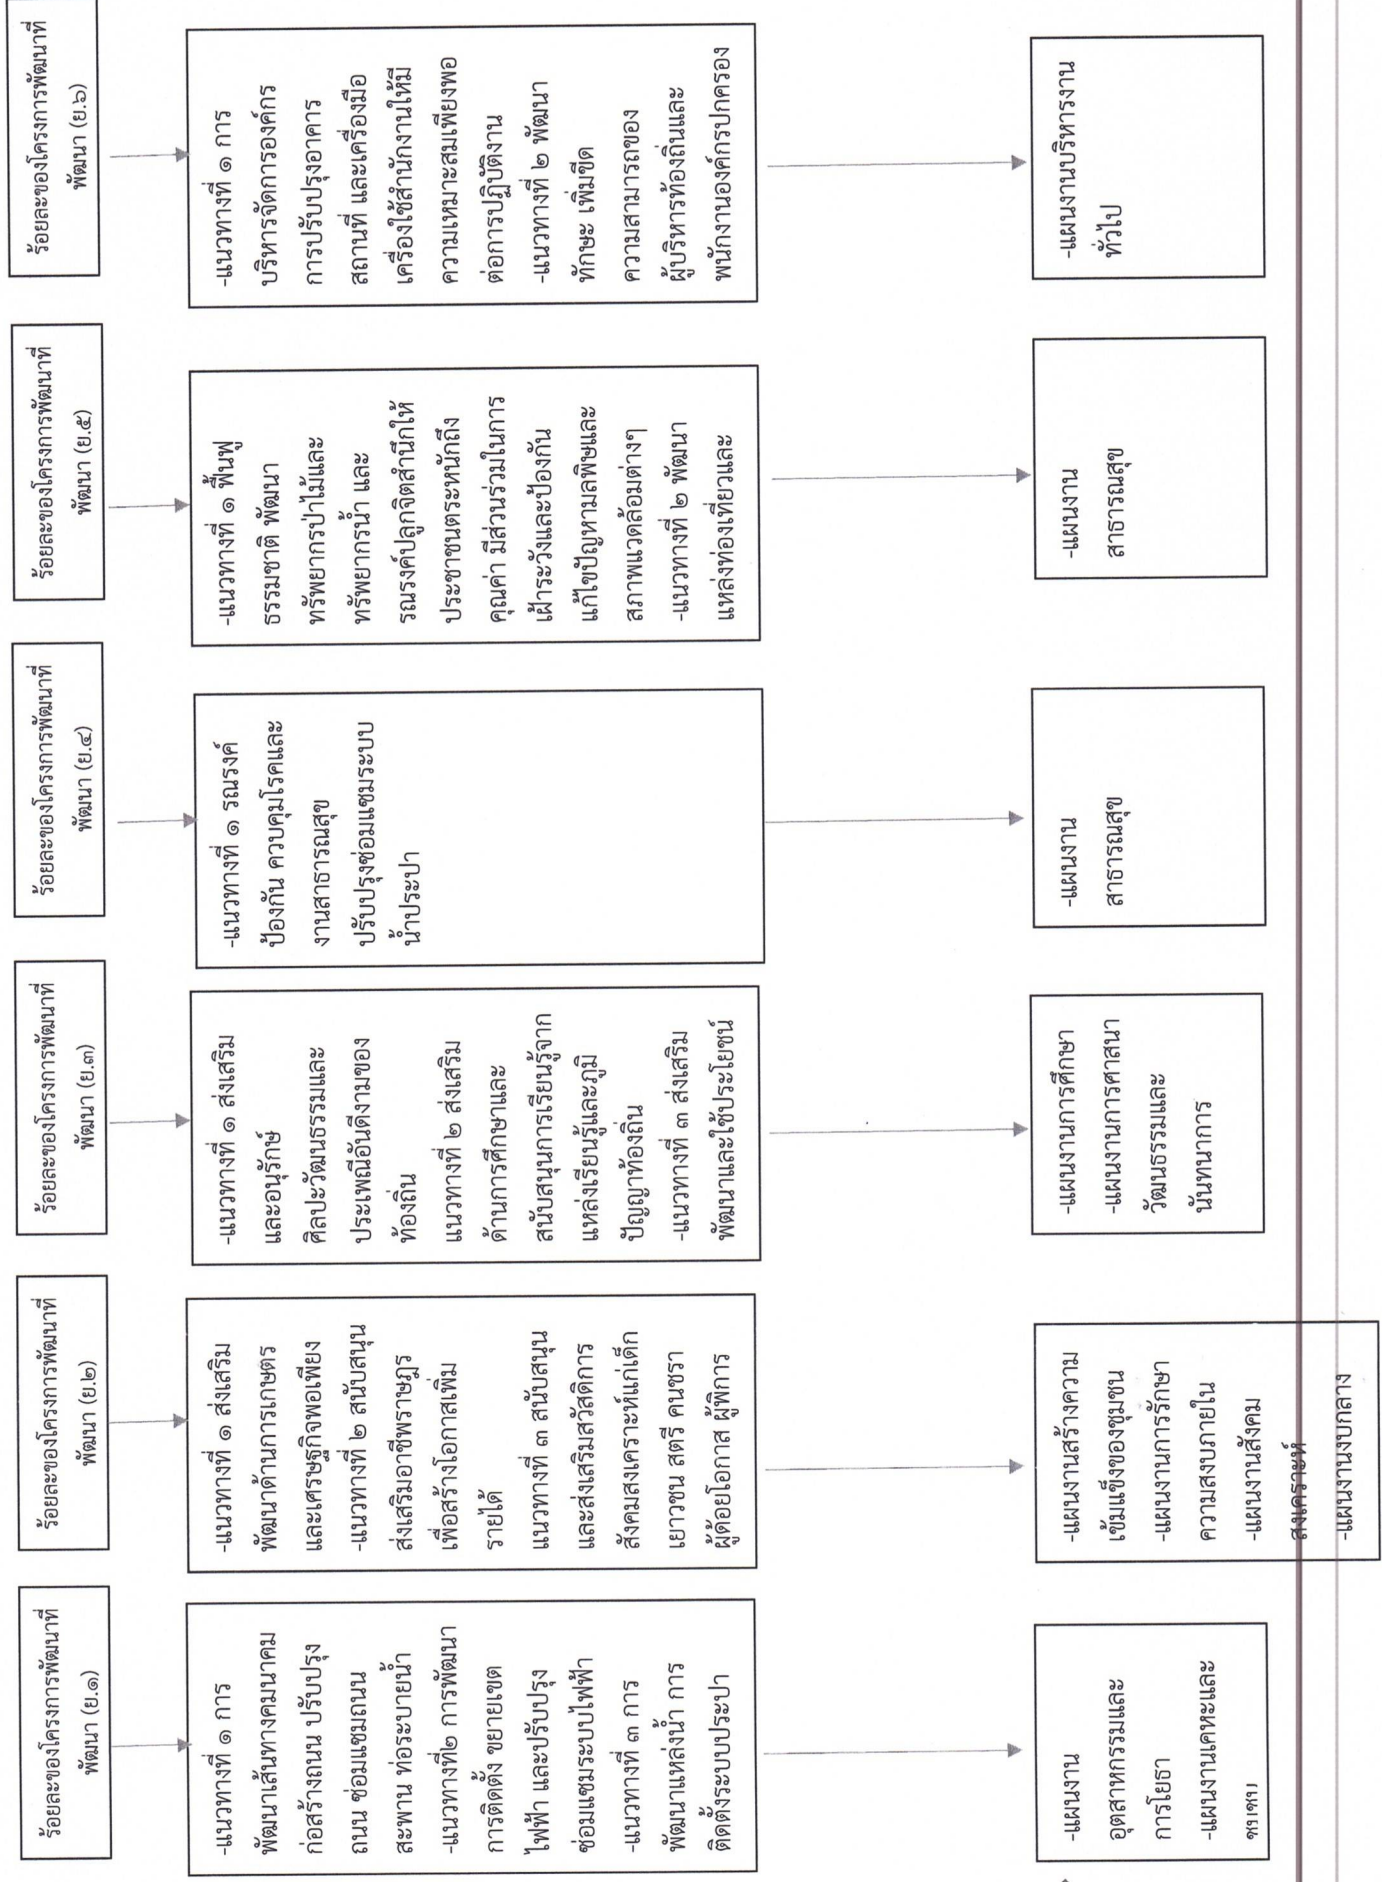 ร้อยละของโครงการพัฒนาที่
พัฒนา (ย.๑)
ร้อยละของโครงการพัฒนาที่
พัฒนา (ย.๒)
ร้อยละของโครงการพัฒนาที่
พัฒนา (ย.๓)
ร้อยละของโครงการพัฒนาที่
พัฒนา (ย.๔)
ร้อยละของโครงการพัฒนาที่
พัฒนา (ย.๕)
ร้อยละของโครงการพัฒนาที่
พัฒนา (ย.๖)
-แนวทางที่ ๑ การ
พัฒนาเส้นทางคมนาคม
ก่อสร้างถนน ปรับปรุง
ถนน ซ่อมแซมถนน
สะพาน ท่อระบายน้ำ
-แนวทางที่๒ การพัฒนา
การติดตั้ง ขยายเขต
ไฟฟ้า และปรับปรุง
ซ่อมแซมระบบไฟฟ้า
-แนวทางที่ ๓ การ
พัฒนาแหล่งน้ำ การ
ติดตั้งระบบประปา
-แนวทางที่ ๑ ส่งเสริม
พัฒนาด้านการเกษตร
และเศรษฐกิจพอเพียง
-แนวทางที่ ๒ สนับสนุน
ส่งเสริมอาชีพราษฎร
เพื่อสร้างโอกาสเพิ่ม
รายได้
แนวทางที่ ๓ สนับสนุน
และส่งเสริมสวัสดิการ
สังคมสงเคราะห์แก่เด็ก
เยาวชน สตรี คนชรา
ผู้ด้อยโอกาส ผู้พิการ
-แนวทางที่ ๑ ส่งเสริม
และอนุรักษ์
ศิลปะวัฒนธรรมและ
ประเพณีอันดีงามของ
ท้องถิ่น
แนวทางที่ ๒ ส่งเสริม
ด้านการศึกษาและ
สนับสนุนการเรียนรู้จาก
แหล่งเรียนรู้และภูมิ
ปัญญาท้องถิ่น
-แนวทางที่ ๓ ส่งเสริม
พัฒนาและใช้ประโยชน์
-แนวทางที่ ๑ รณรงค์
ป้องกัน ควบคุมโรคและ
งานสาธารณสุข
ปรับปรุงซ่อมแซมระบบ
น้ำประปา
-แนวทางที่ ๑ ฟื้นฟู
ธรรมชาติ พัฒนา
ทรัพยากรป่าไม้และ
ทรัพยากรน้ำ และ
รณรงค์ปลูกจิตสำนึกให้
ประชาชนตระหนักถึง
คุณค่า มีส่วนร่วมในการ
เฝ้าระวังและป้องกัน
แก้ไขปัญหามลพิษและ
สภาพแวดล้อมต่างๆ
-แนวทางที่ ๒ พัฒนา
แหล่งท่องเที่ยวและ
-แนวทางที่ ๑ การ
บริหารจัดการองค์กร
การปรับปรุงอาคาร
สถานที่ และเครื่องมือ
เครื่องใช้สำนักงานให้มี
ความเหมาะสมเพียงพอ
ต่อการปฏิบัติงาน
-แนวทางที่ ๒ พัฒนา
ทักษะ เพิ่มขีด
ความสามารถของ
ผู้บริหารท้องถิ่นและ
พนักงานองค์กรปกครอง
-แผนงาน
อุตสาหกรรมและ
การโยธา
-แผนงานเคหะและ
-แผนงานสร้างความ
เข้มแข็งของชุมชน
-แผนงานการรักษา
ความสงบภายใน
-แผนงานสังคม
สงเคราะห์
-แผนงานงบกลาง
-แผนงานการศึกษา
-แผนงานการศาสนา
วัฒนธรรมและ
นันทนาการ
-แผนงาน
สาธารณสุข
-แผนงาน
สาธารณสุข
-แผนงานบริหารงาน
ทั่วไป